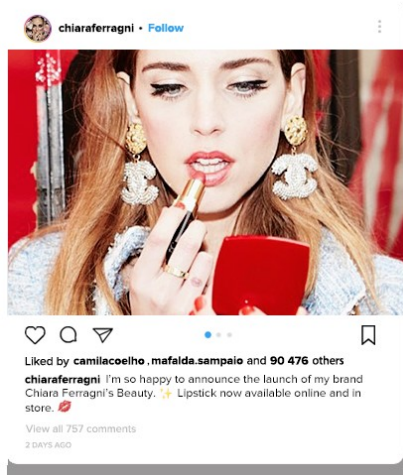 chiaraferragni • Follow
Liked by camilacoelho , mafalda.sampaio and 90 476 others
chiaraferragni I'm so happy to announce the launch of my brand
Chiara Ferragni's Beauty. ✨ Lipstick now available online and in
store. 💋
View all 757 comments
2 DAYS AGO